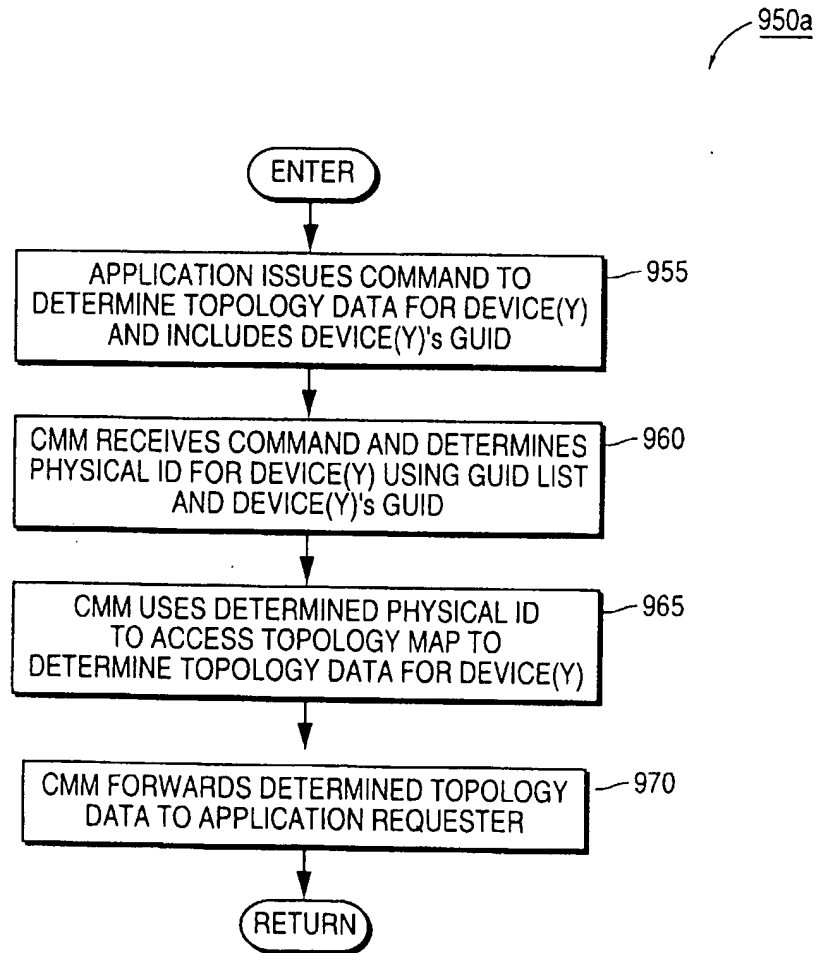 950a
ENTER
APPLICATION ISSUES COMMAND TO
DETERMINE TOPOLOGY DATA FOR DEVICE(Y)
AND INCLUDES DEVICE(Y)'s GUID
955
CMM RECEIVES COMMAND AND DETERMINES
PHYSICAL ID FOR DEVICE(Y) USING GUID LIST
AND DEVICE(Y)'s GUID
960
CMM USES DETERMINED PHYSICAL ID
TO ACCESS TOPOLOGY MAP TO
DETERMINE TOPOLOGY DATA FOR DEVICE(Y)
965
CMM FORWARDS DETERMINED TOPOLOGY
DATA TO APPLICATION REQUESTER
970
RETURN